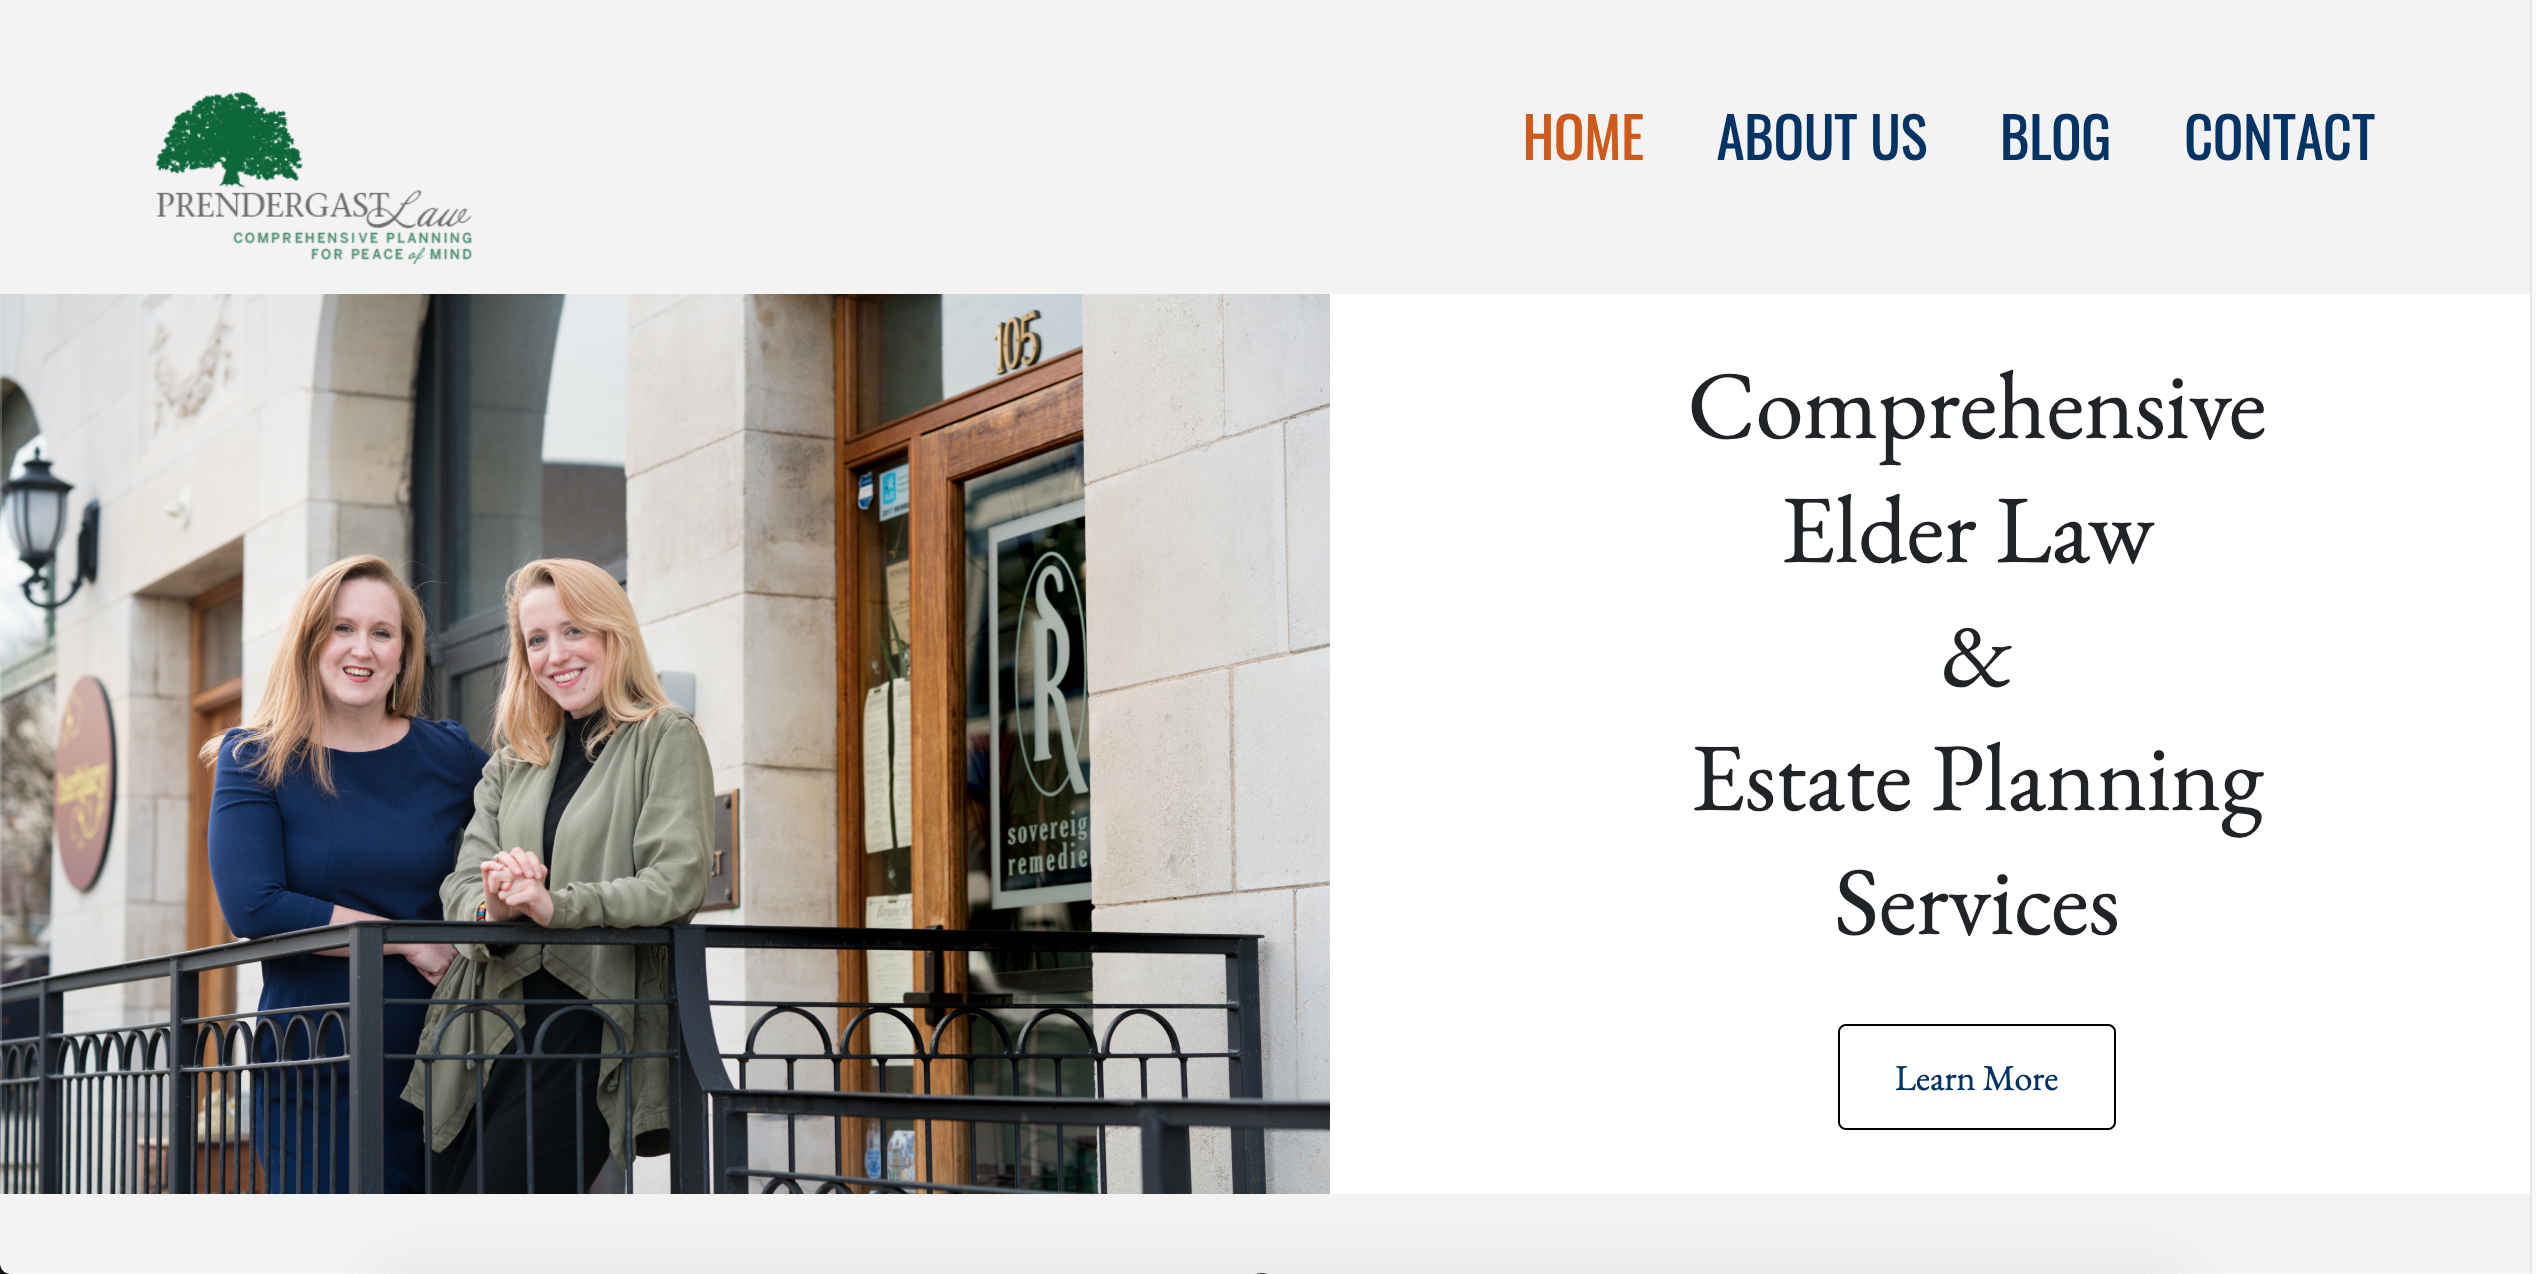 PRENDERGAST Law
COMPREHENSIVE PLANNING
FOR PEACE of MIND
HOME ABOUT US BLOG CONTACT
105
SR
sovereig
remedie
Brunch
Comprehensive
Elder Law
&
Estate Planning
Services
Learn More